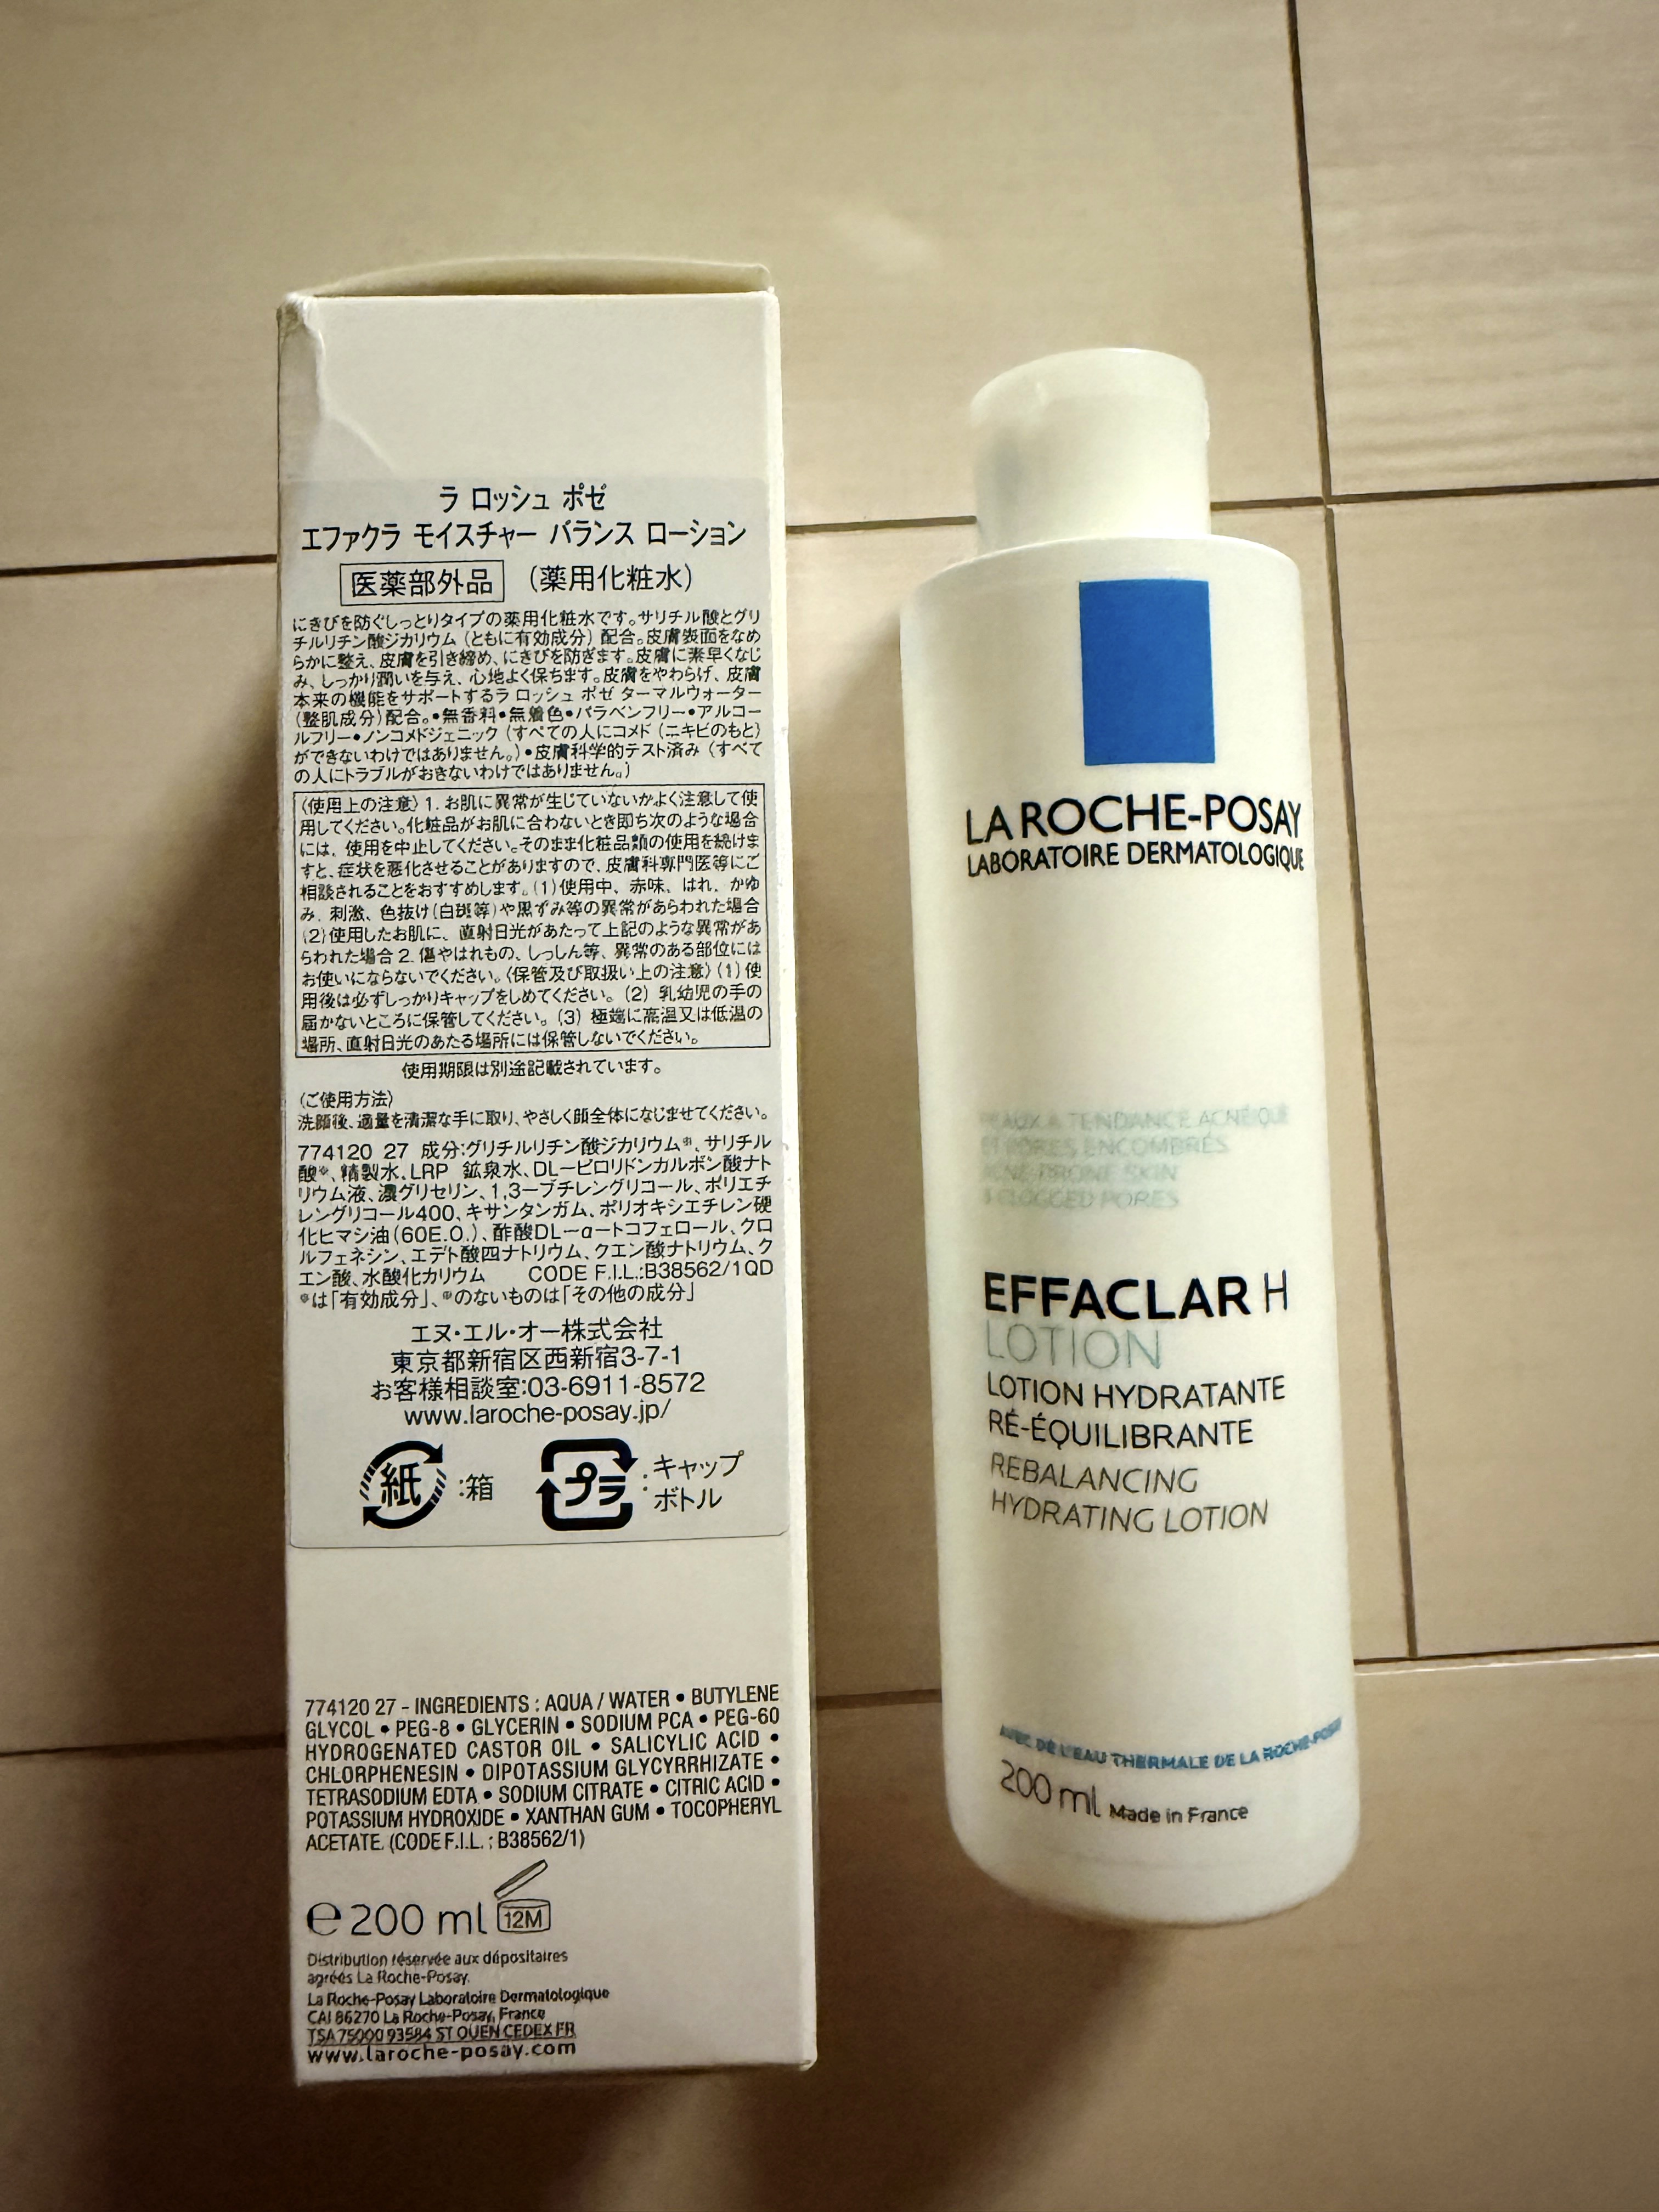 ラ ロッシュ ポゼ
エファクラ モイスチャー バランス ローション
医薬部外品 (薬用化粧水)
にきびを防ぐしっとりタイプの薬用化粧水です。サリチル酸とグリ
チルリチン酸ジカリウム (ともに有効成分) 配合。皮膚表面をなめ
らかに整え、皮膚を引き締め、にきびを防ぎます。皮膚に素早くなじ
み、しっかり潤いを与え、心地よく保ちます。皮膚をやわらげ、皮膚
本来の機能をサポートするラ ロッシュ ポゼ ターマルウォーター
(整肌成分)配合。•無香料•無着色•パラベンフリー•アルコー
ルフリー•ノンコメドジェニック (すべての人にコメド (ニキビのもと)
ができないわけではありません。)•皮膚科学的テスト済み (すべて
の人にトラブルがおきないわけではありません。)
〈使用上の注意〉1. お肌に異常が生じていないかよく注意して使
用してください。化粧品がお肌に合わないとき即ち次のような場合
には、使用を中止してください。そのまま化粧品類の使用を続けま
すと、症状を悪化させることがありますので、皮膚科専門医等にご
相談されることをおすすめします。(1)使用中、赤味、はれ、かゆ
み、刺激、色抜け(白斑等)や黒ずみ等の異常があらわれた場合
(2)使用したお肌に、直射日光があたって上記のような異常があ
らわれた場合 2. 傷やはれもの、しっしん等、異常のある部位には
お使いにならないでください。〈保管及び取扱い上の注意〉(1)使
用後は必ずしっかりキャップをしめてください。(2) 乳幼児の手の
届かないところに保管してください。(3) 極端に高温又は低温の
場所、直射日光のあたる場所には保管しないでください。
使用期限は別途記載されています。
〈ご使用方法〉
洗顔後、適量を清潔な手に取り、やさしく顔全体になじませてください。
774120 27 成分:グリチルリチン酸ジカリウム※、サリチル
酸※、精製水、LRP 鉱泉水、DL－ピロリドンカルボン酸ナト
リウム液、濃グリセリン、1,3－ブチレングリコール、ポリエチ
レングリコール400、キサンタンガム、ポリオキシエチレン硬
化ヒマシ油(60E.O.)、酢酸DL－α－トコフェロール、クロ
ルフェネシン、エデト酸四ナトリウム、クエン酸ナトリウム、ク
エン酸、水酸化カリウム CODE F.I.L.:B38562/1QD
※は「有効成分」、※のないものは「その他の成分」
エヌ・エル・オー株式会社
東京都新宿区西新宿3-7-1
お客様相談室:03-6911-8572
www.laroche-posay.jp/
紙 :箱 プラ :キャップ
:ボトル
774120 27 - INGREDIENTS : AQUA / WATER • BUTYLENE
GLYCOL • PEG-8 • GLYCERIN • SODIUM PCA • PEG-60
HYDROGENATED CASTOR OIL • SALICYLIC ACID •
CHLORPHENESIN • DIPOTASSIUM GLYCYRRHIZATE •
TETRASODIUM EDTA • SODIUM CITRATE • CITRIC ACID •
POTASSIUM HYDROXIDE • XANTHAN GUM • TOCOPHERYL
ACETATE. (CODE F.I.L. : B38562/1)
℮ 200 ml 12M
Distribution réservée aux dépositaires
agréés La Roche-Posay.
La Roche-Posay Laboratoire Dermatologique
CAI 86270 La Roche-Posay, France
TSA 75000 93584 ST OUEN CEDEX FR
www.laroche-posay.com
LA ROCHE-POSAY
LABORATOIRE DERMATOLOGIQUE
PEAUX À TENDANCE ACNÉIQUE
ET PORES ENCOMBRÉS
ACNE-PRONE SKIN
& CLOGGED PORES
EFFACLAR H
LOTION
LOTION HYDRATANTE
RÉ-ÉQUILIBRANTE
REBALANCING
HYDRATING LOTION
AVEC DE L'EAU THERMALE DE LA ROCHE-POSAY
200 ml Made in France